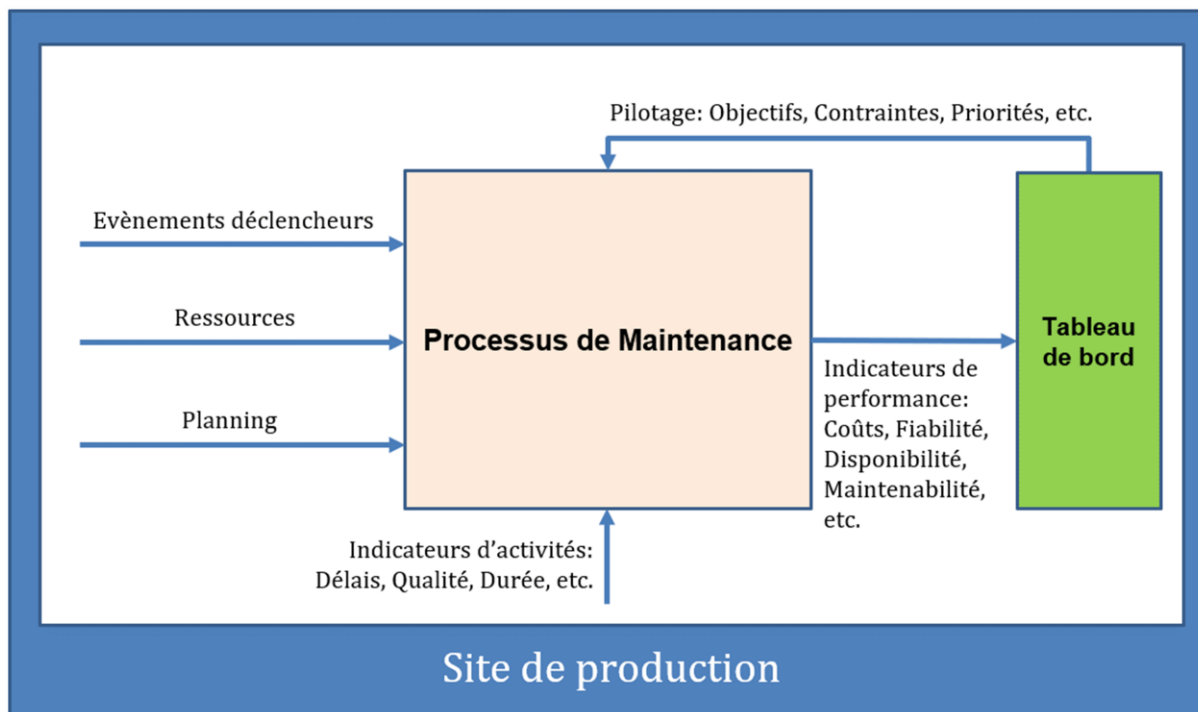 Pilotage: Objectifs, Contraintes, Priorités, etc.
Evènements déclencheurs
Ressources
Planning
Processus de Maintenance
Indicateurs de
performance:
Coûts, Fiabilité,
Disponibilité,
Maintenabilité,
etc.
Tableau
de bord
Indicateurs d’activités:
Délais, Qualité, Durée, etc.
Site de production